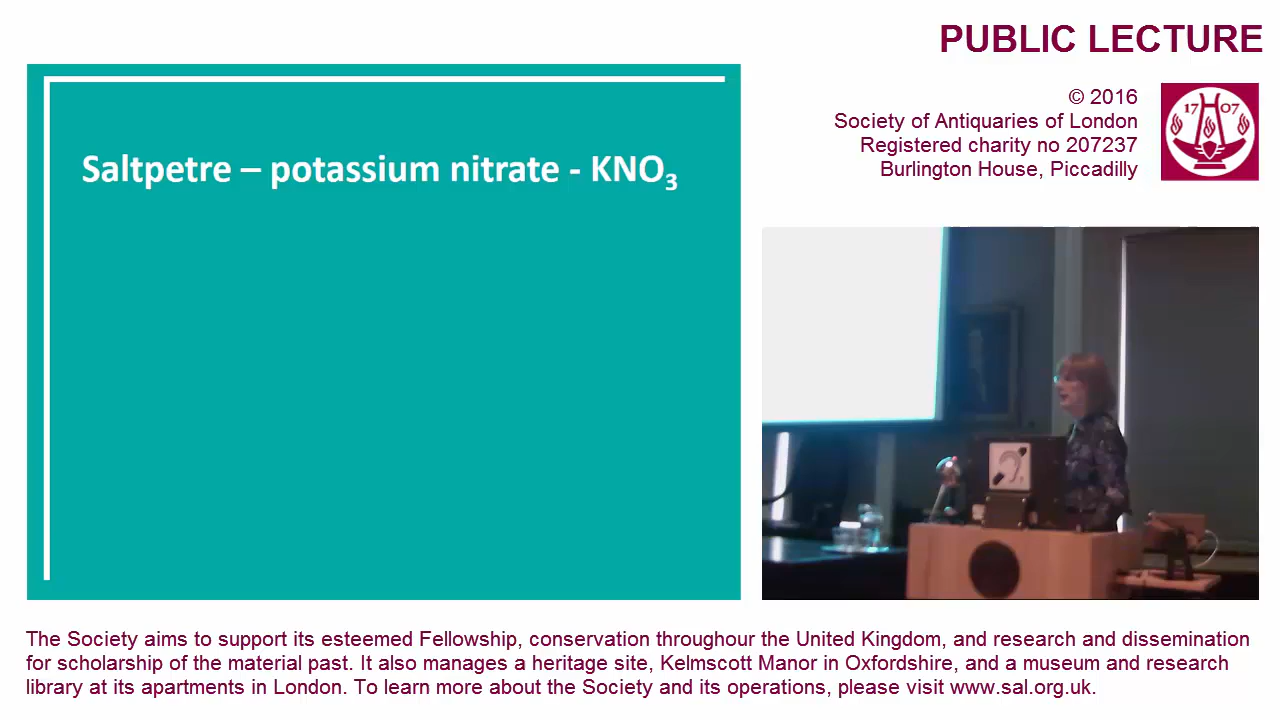 PUBLIC LECTURE
© 2016
Society of Antiquaries of London
Registered charity no 207237
Burlington House, Piccadilly
17 07
Saltpetre – potassium nitrate - KNO₃
The Society aims to support its esteemed Fellowship, conservation throughour the United Kingdom, and research and dissemination
for scholarship of the material past. It also manages a heritage site, Kelmscott Manor in Oxfordshire, and a museum and research
library at its apartments in London. To learn more about the Society and its operations, please visit www.sal.org.uk.